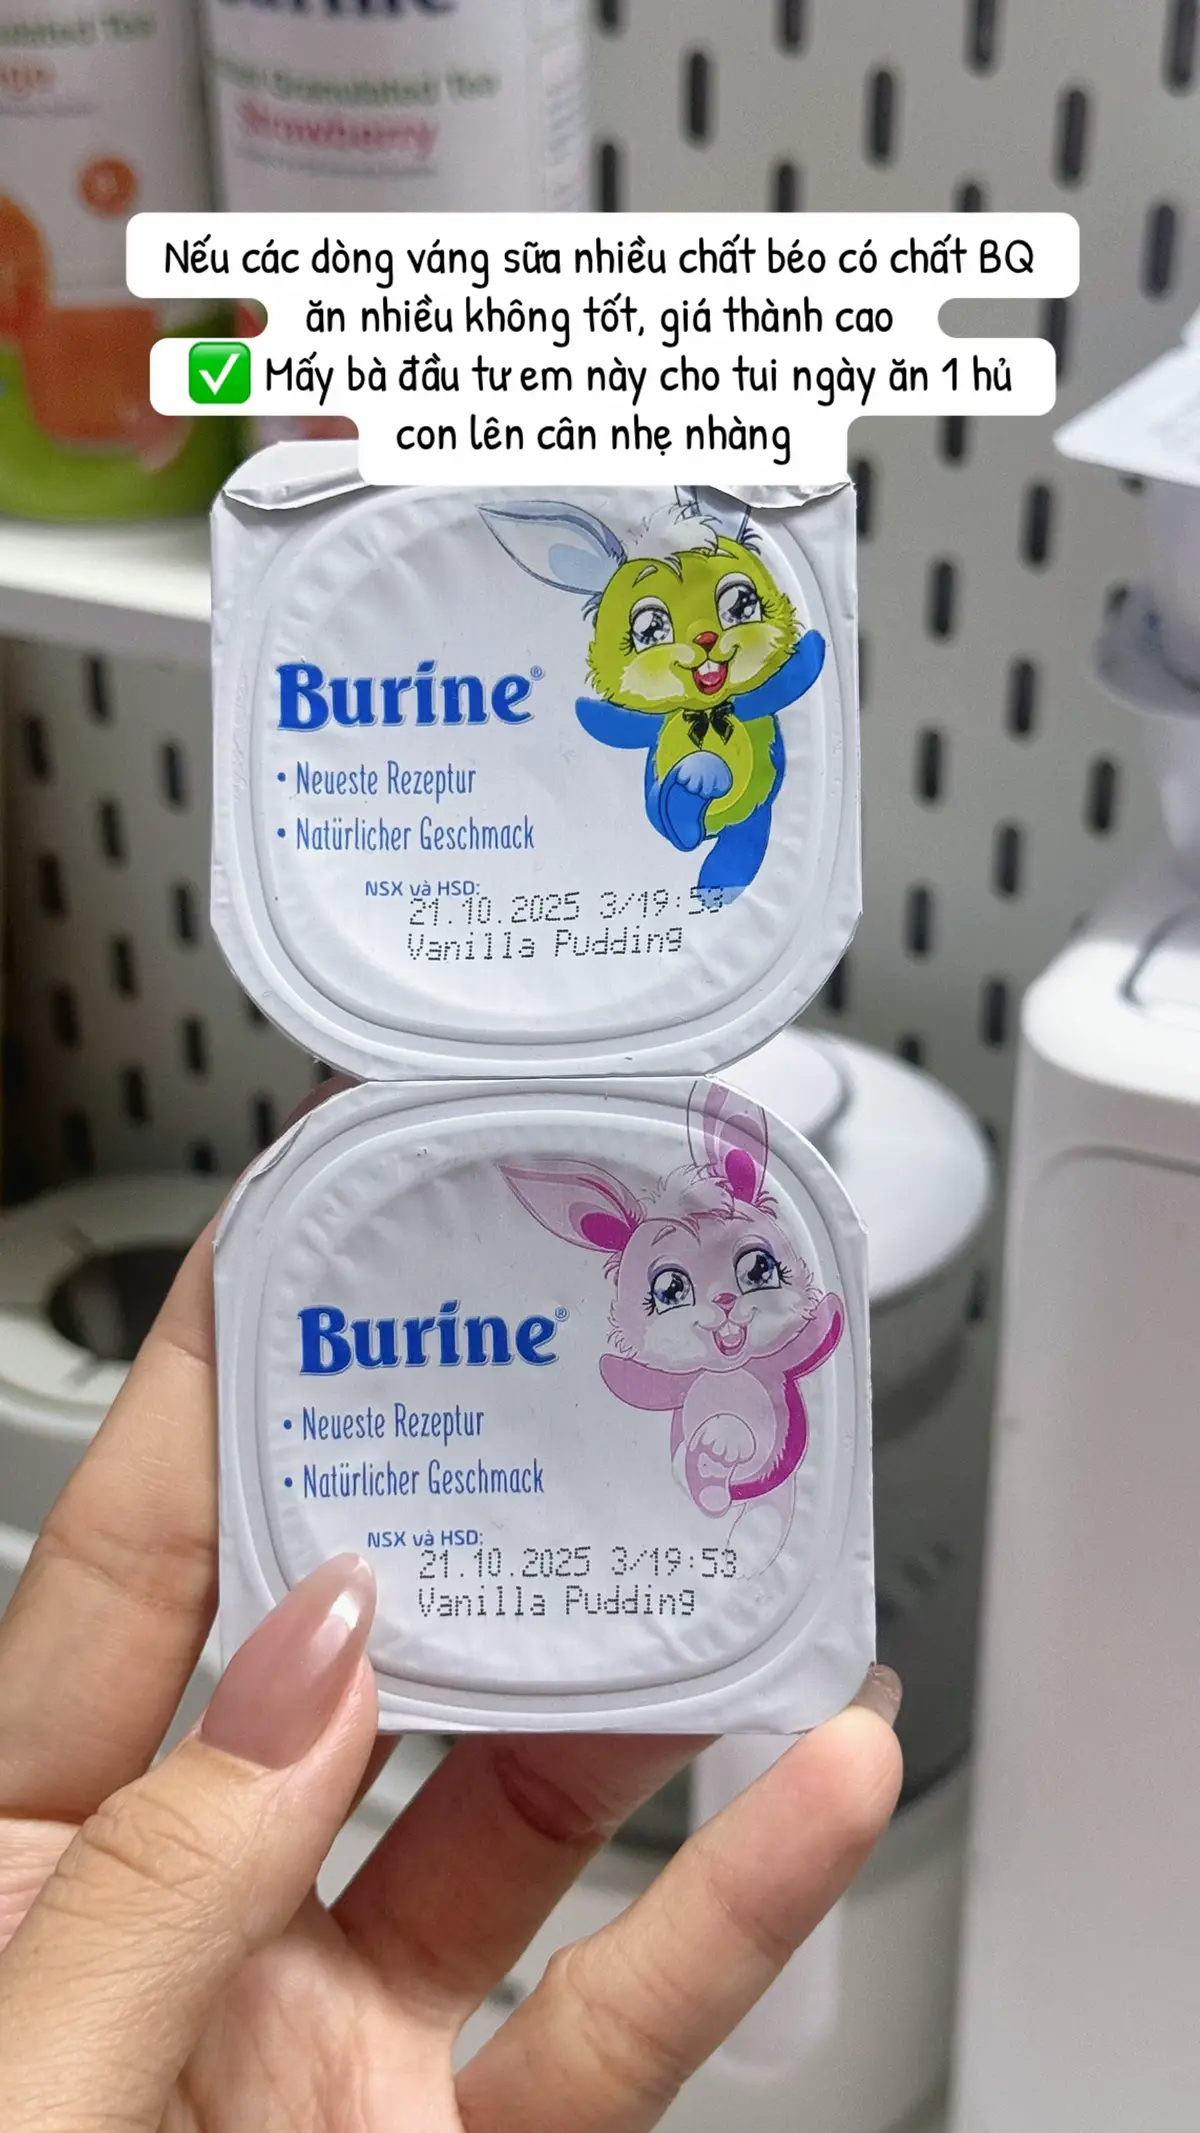 Granulated Tea
Strawberry
Nếu các dòng váng sữa nhiều chất béo có chất BQ
ăn nhiều không tốt, giá thành cao
✅ Mấy bà đầu tư em này cho tui ngày ăn 1 hủ
con lên cân nhẹ nhàng
Burine®
• Neueste Rezeptur
• Natürlicher Geschmack
NSX và HSD:
21.10.2025 3/19:53
Vanilla Pudding
Burine®
• Neueste Rezeptur
• Natürlicher Geschmack
NSX và HSD:
21.10.2025 3/19:53
Vanilla Pudding